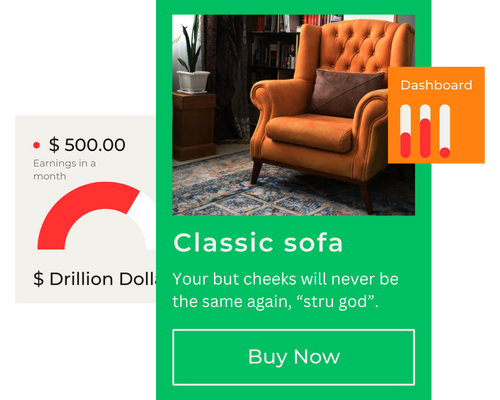 $ 500.00
Earnings in a
month
$ Drillion Dolla
Classic sofa
Your but cheeks will never be
the same again, “stru god”.
Buy Now
Dashboard